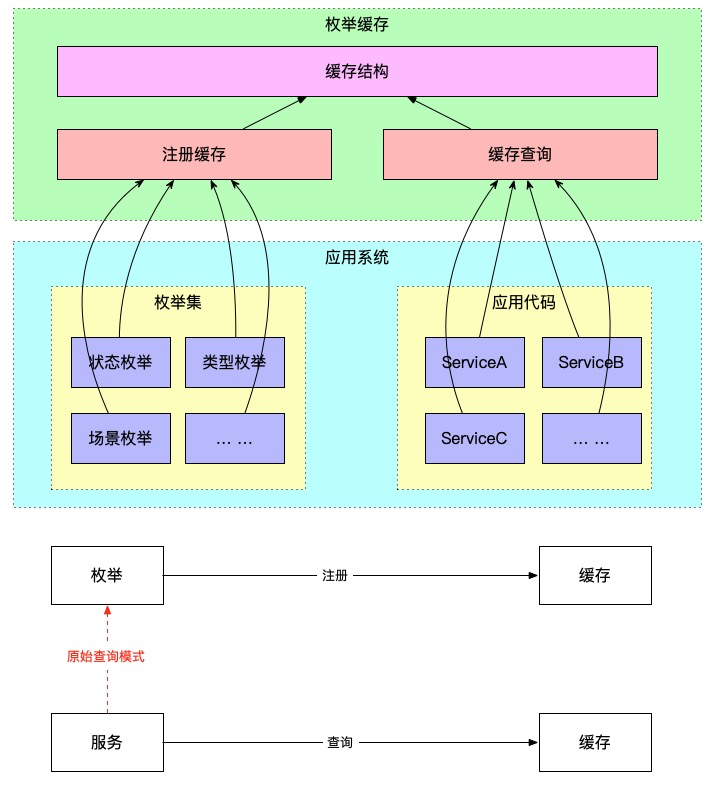 枚举缓存
缓存结构
注册缓存
缓存查询
应用系统
枚举集
应用代码
状态枚举
类型枚举
ServiceA
ServiceB
场景枚举
... ...
ServiceC
... ...
枚举
注册
缓存
原始查询模式
服务
查询
缓存